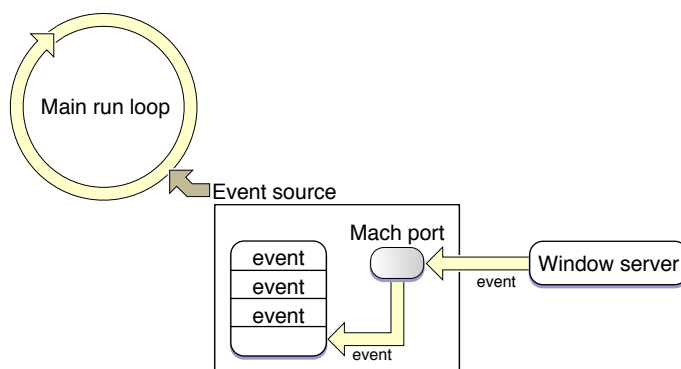 Main run loop
Event source
Mach port
event
event
event
Window server
event
event